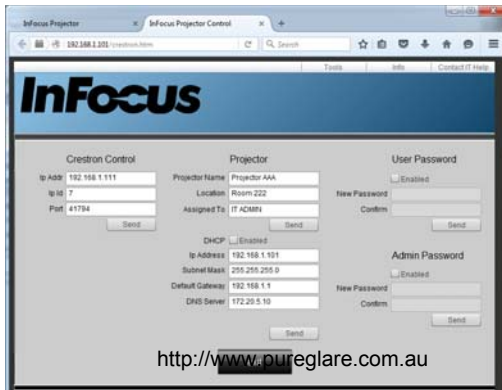 InFocus Projector
InFocus Projector Control
192.168.1.101/crestron.htm
Search
Tools
Info
Contact IT Help
InFocus
Crestron Control
Ip Addr 192.168.1.111
Ip Id 7
Port 41794
Send
Projector
Projector Name Projector AAA
Location Room 222
Assigned To IT ADMIN
Send
DHCP Enabled
Ip Address 192.168.1.101
Subnet Mask 255.255.255.0
Default Gateway 192.168.1.1
DNS Server 172.20.5.10
Send
User Password
Enabled
New Password
Confirm
Send
Admin Password
Enabled
New Password
Confirm
Send
http://www.pureglare.com.au